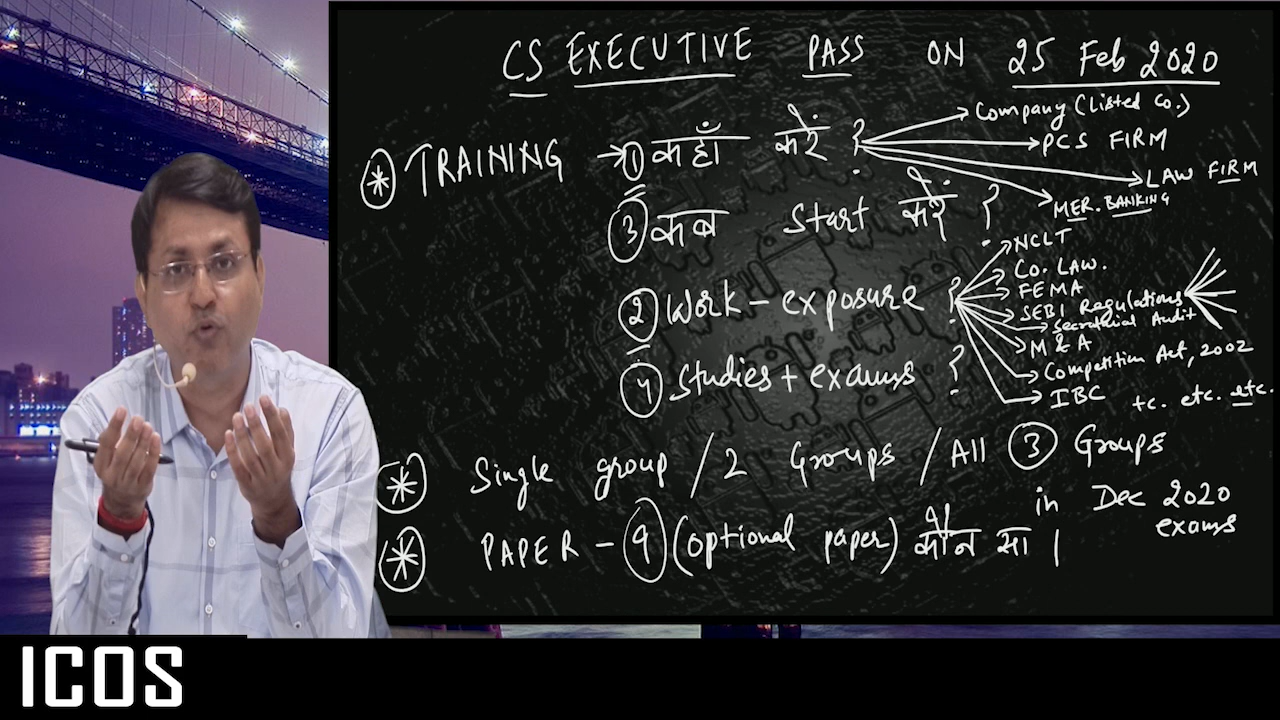 CS EXECUTIVE PASS ON 25 Feb 2020
* TRAINING → ① कहाँ करें ?
Company (Listed Co.)
PCS FIRM
LAW FIRM
MER. BANKING
③ कब Start करें ?
② Work - exposure ?
NCLT
Co. LAW.
FEMA
SEBI Regulations
Secretarial Audit
M & A
Competition Act, 2002
IBC
tc. etc. etc.
④ Studies + exams ?
* Single group / 2 Groups / All ③ Groups
in Dec 2020
exams
* PAPER - 9 (optional paper) कौन सा |
ICOS